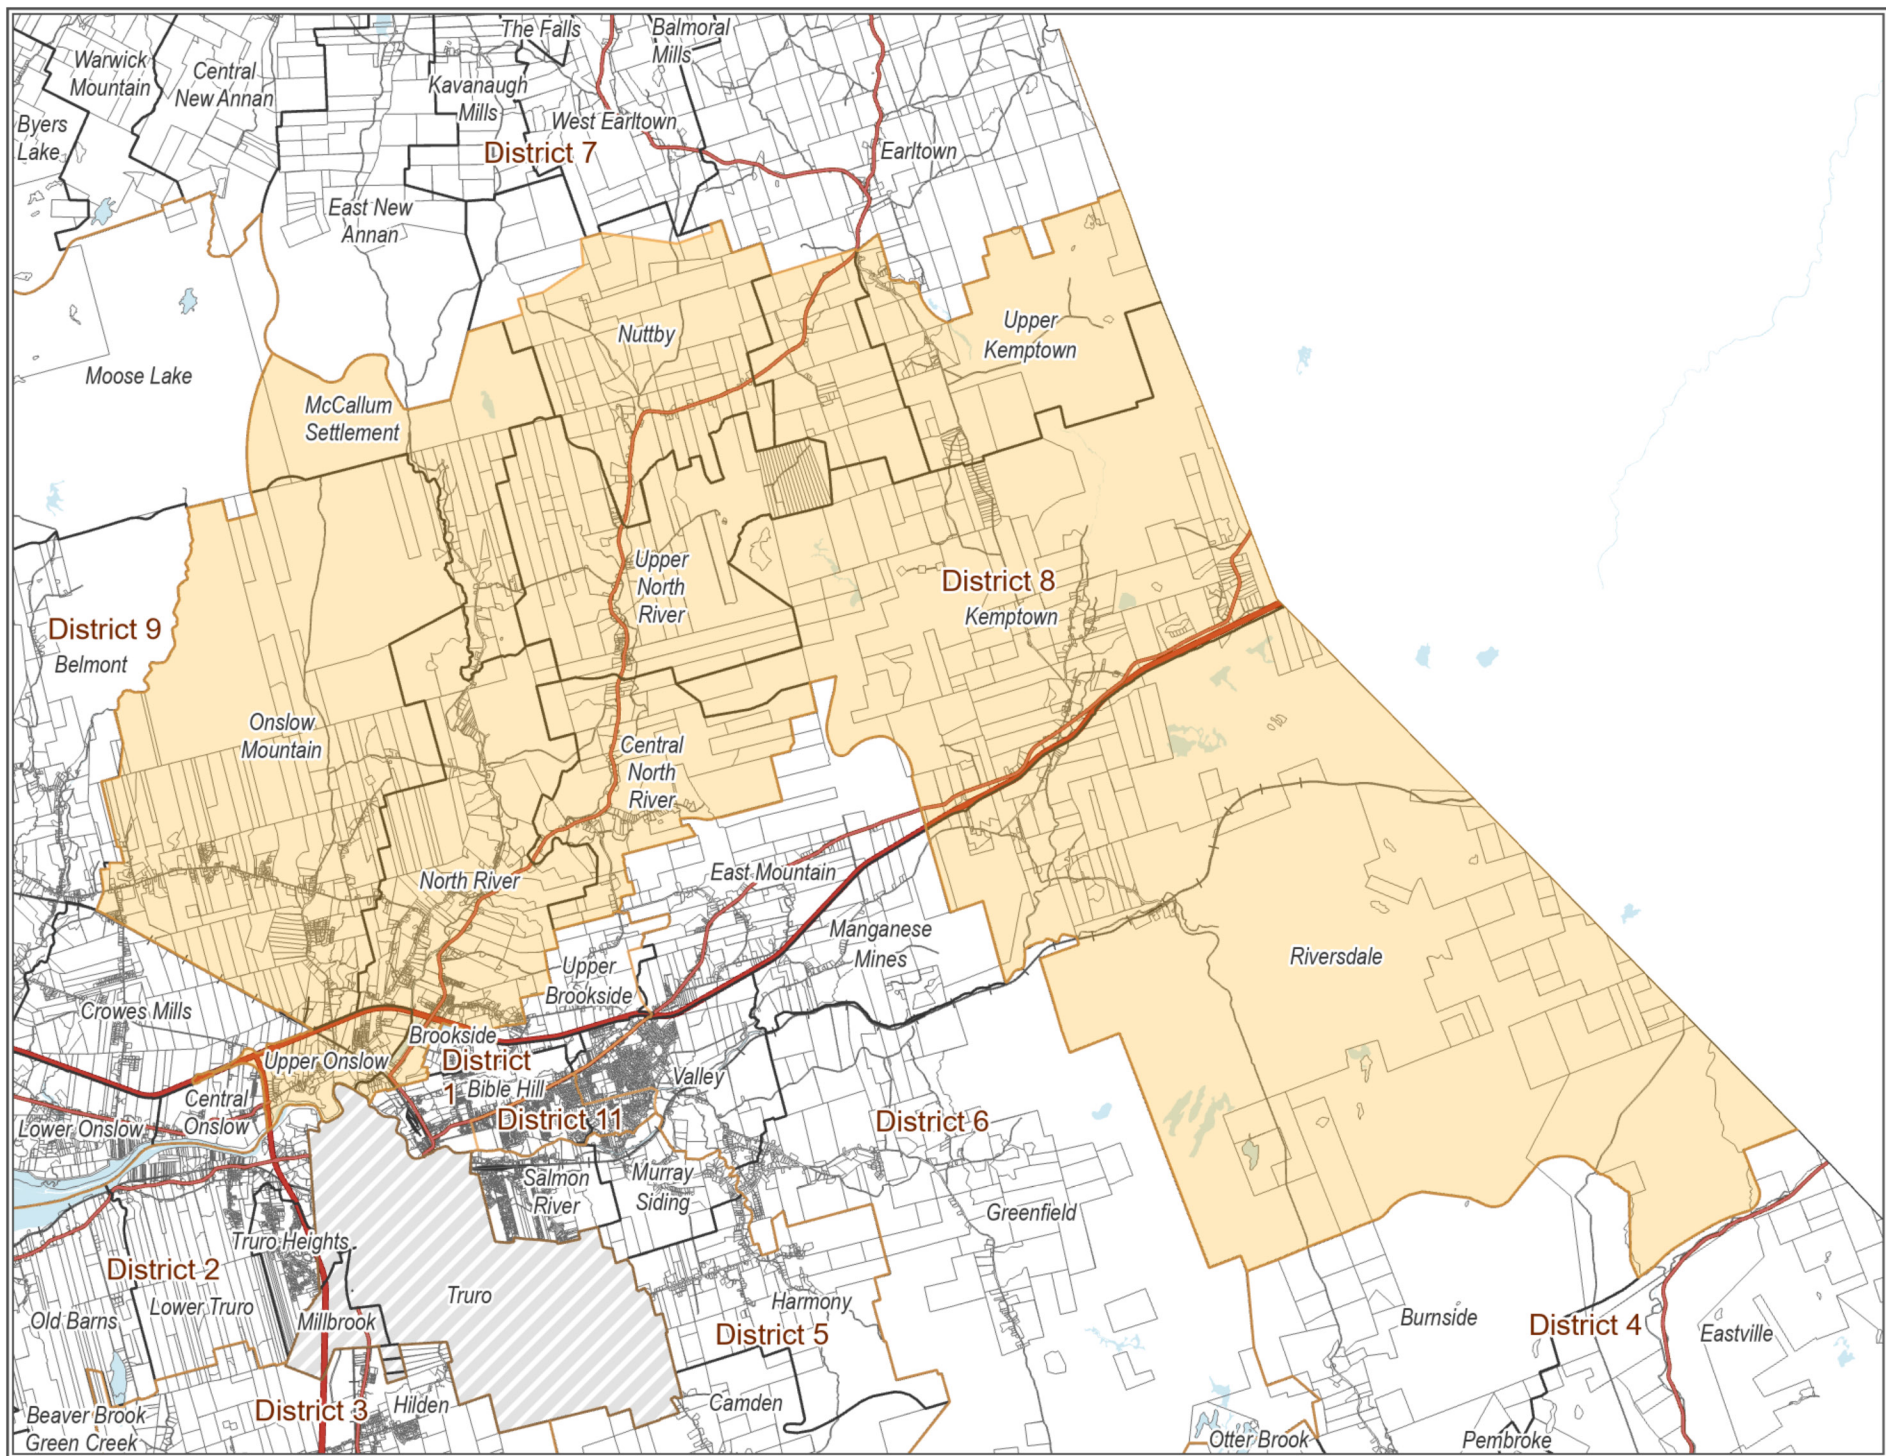 The Falls
Balmoral
Mills
Warwick
Mountain
Central
New Annan
Kavanaugh
Mills
West Earltown
Byers
Lake
District 7
Earltown
East New
Annan
Nuttby
Upper
Kemptown
Moose Lake
McCallum
Settlement
Upper
North
River
District 8
Kemptown
District 9
Belmont
Onslow
Mountain
Central
North
River
North River
East Mountain
Manganese
Mines
Riversdale
Upper
Brookside
Crowes Mills
Brookside
District
1
Upper Onslow
Bible Hill
Valley
Central
Onslow
District 11
District 6
Lower Onslow
Salmon
River
Murray
Siding
Greenfield
Truro Heights
District 2
Lower Truro
Truro
Old Barns
Millbrook
Harmony
District 5
Burnside
District 4
Eastville
District 3
Hilden
Camden
Beaver Brook
Green Creek
Otter Brook
Pembroke